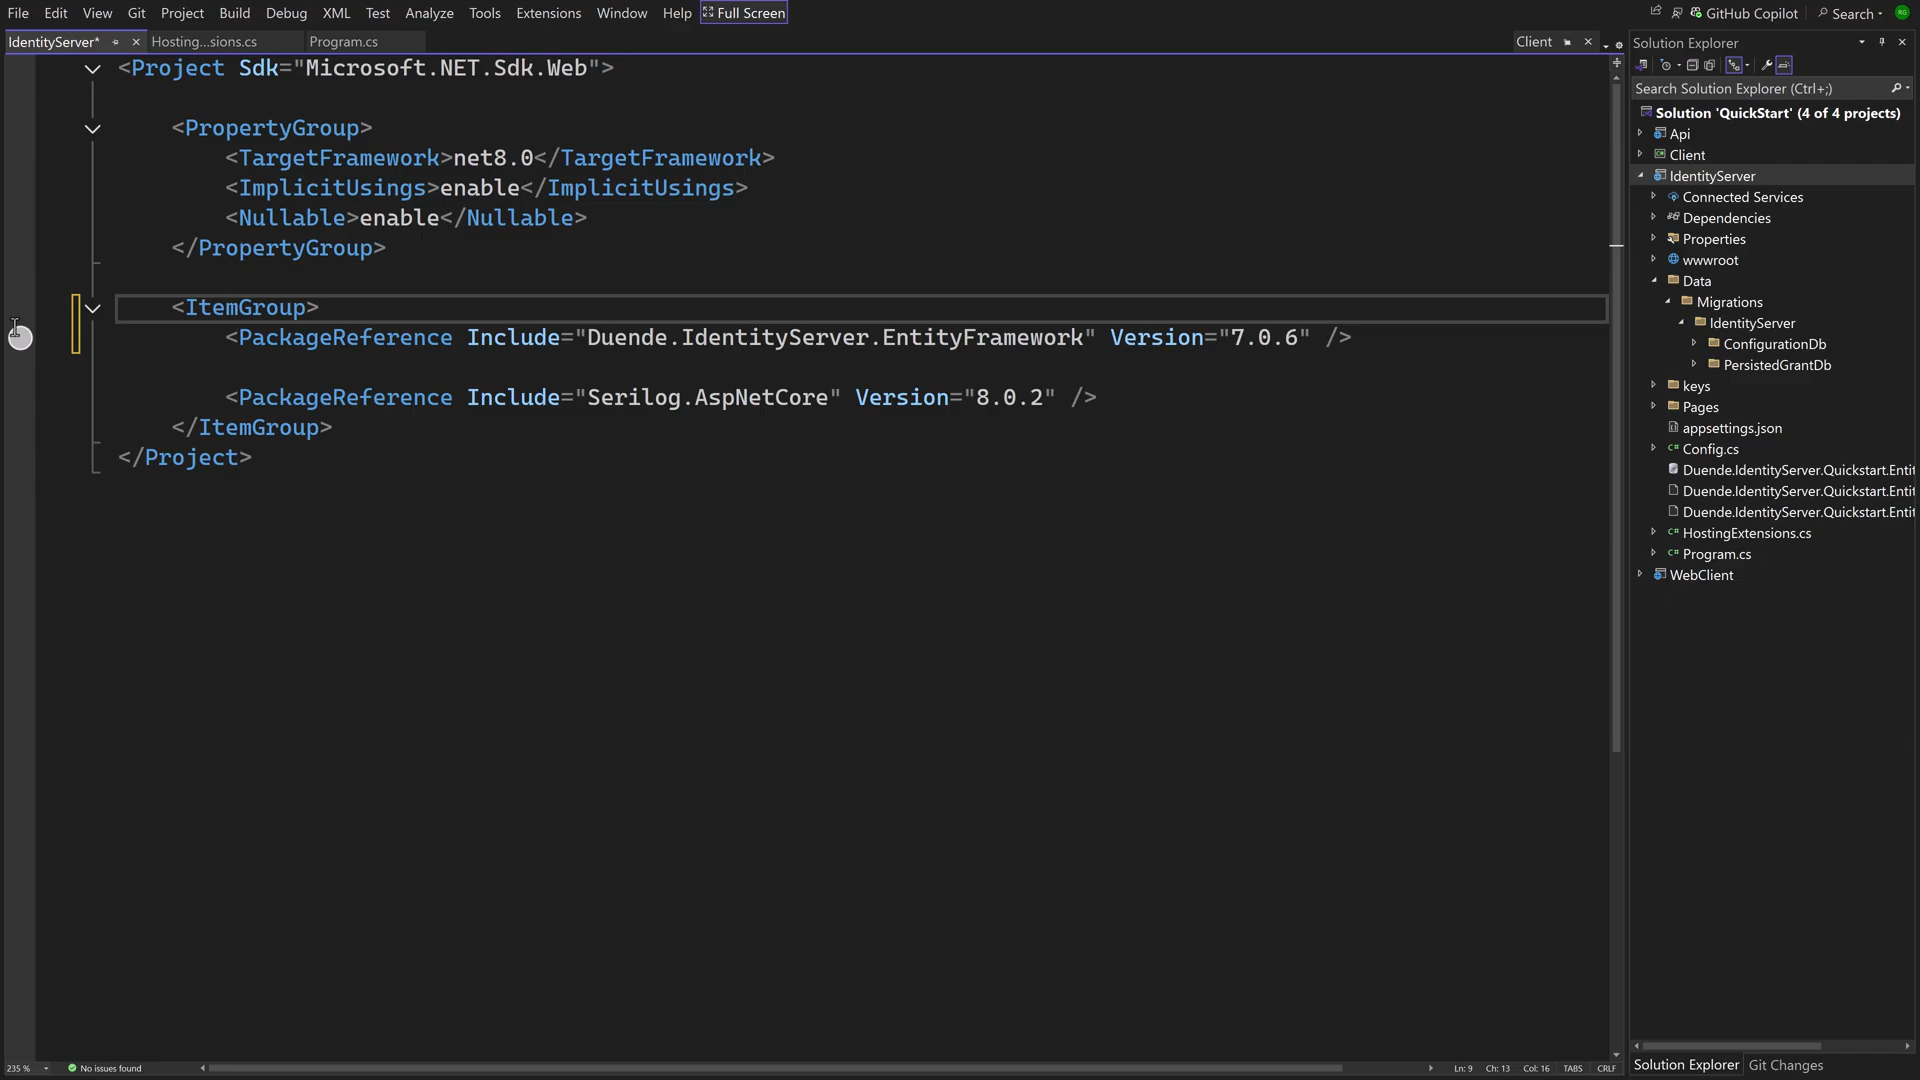 File Edit View Git Project Build Debug XML Test Analyze Tools Extensions Window Help Full Screen GitHub Copilot Search RG
IdentityServer* Hosting...sions.cs Program.cs Client
<Project Sdk="Microsoft.NET.Sdk.Web">
<PropertyGroup>
<TargetFramework>net8.0</TargetFramework>
<ImplicitUsings>enable</ImplicitUsings>
<Nullable>enable</Nullable>
</PropertyGroup>
<ItemGroup>
<PackageReference Include="Duende.IdentityServer.EntityFramework" Version="7.0.6" />
<PackageReference Include="Serilog.AspNetCore" Version="8.0.2" />
</ItemGroup>
</Project>
Solution Explorer
Search Solution Explorer (Ctrl+;)
Solution 'QuickStart' (4 of 4 projects)
Api
Client
IdentityServer
Connected Services
Dependencies
Properties
wwwroot
Data
Migrations
IdentityServer
ConfigurationDb
PersistedGrantDb
keys
Pages
appsettings.json
C# Config.cs
Duende.IdentityServer.Quickstart.Enti
Duende.IdentityServer.Quickstart.Enti
Duende.IdentityServer.Quickstart.Enti
C# HostingExtensions.cs
C# Program.cs
WebClient
Solution Explorer Git Changes
235 % No issues found Ln: 9 Ch: 13 Col: 16 TABS CRLF